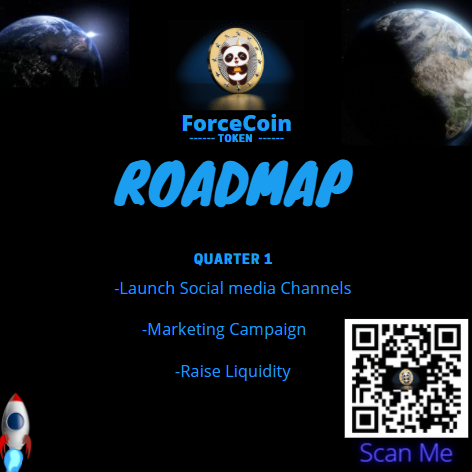 ForceCoin
------ TOKEN ------
ROADMAP
QUARTER 1
-Launch Social media Channels
-Marketing Campaign
-Raise Liquidity
Scan Me